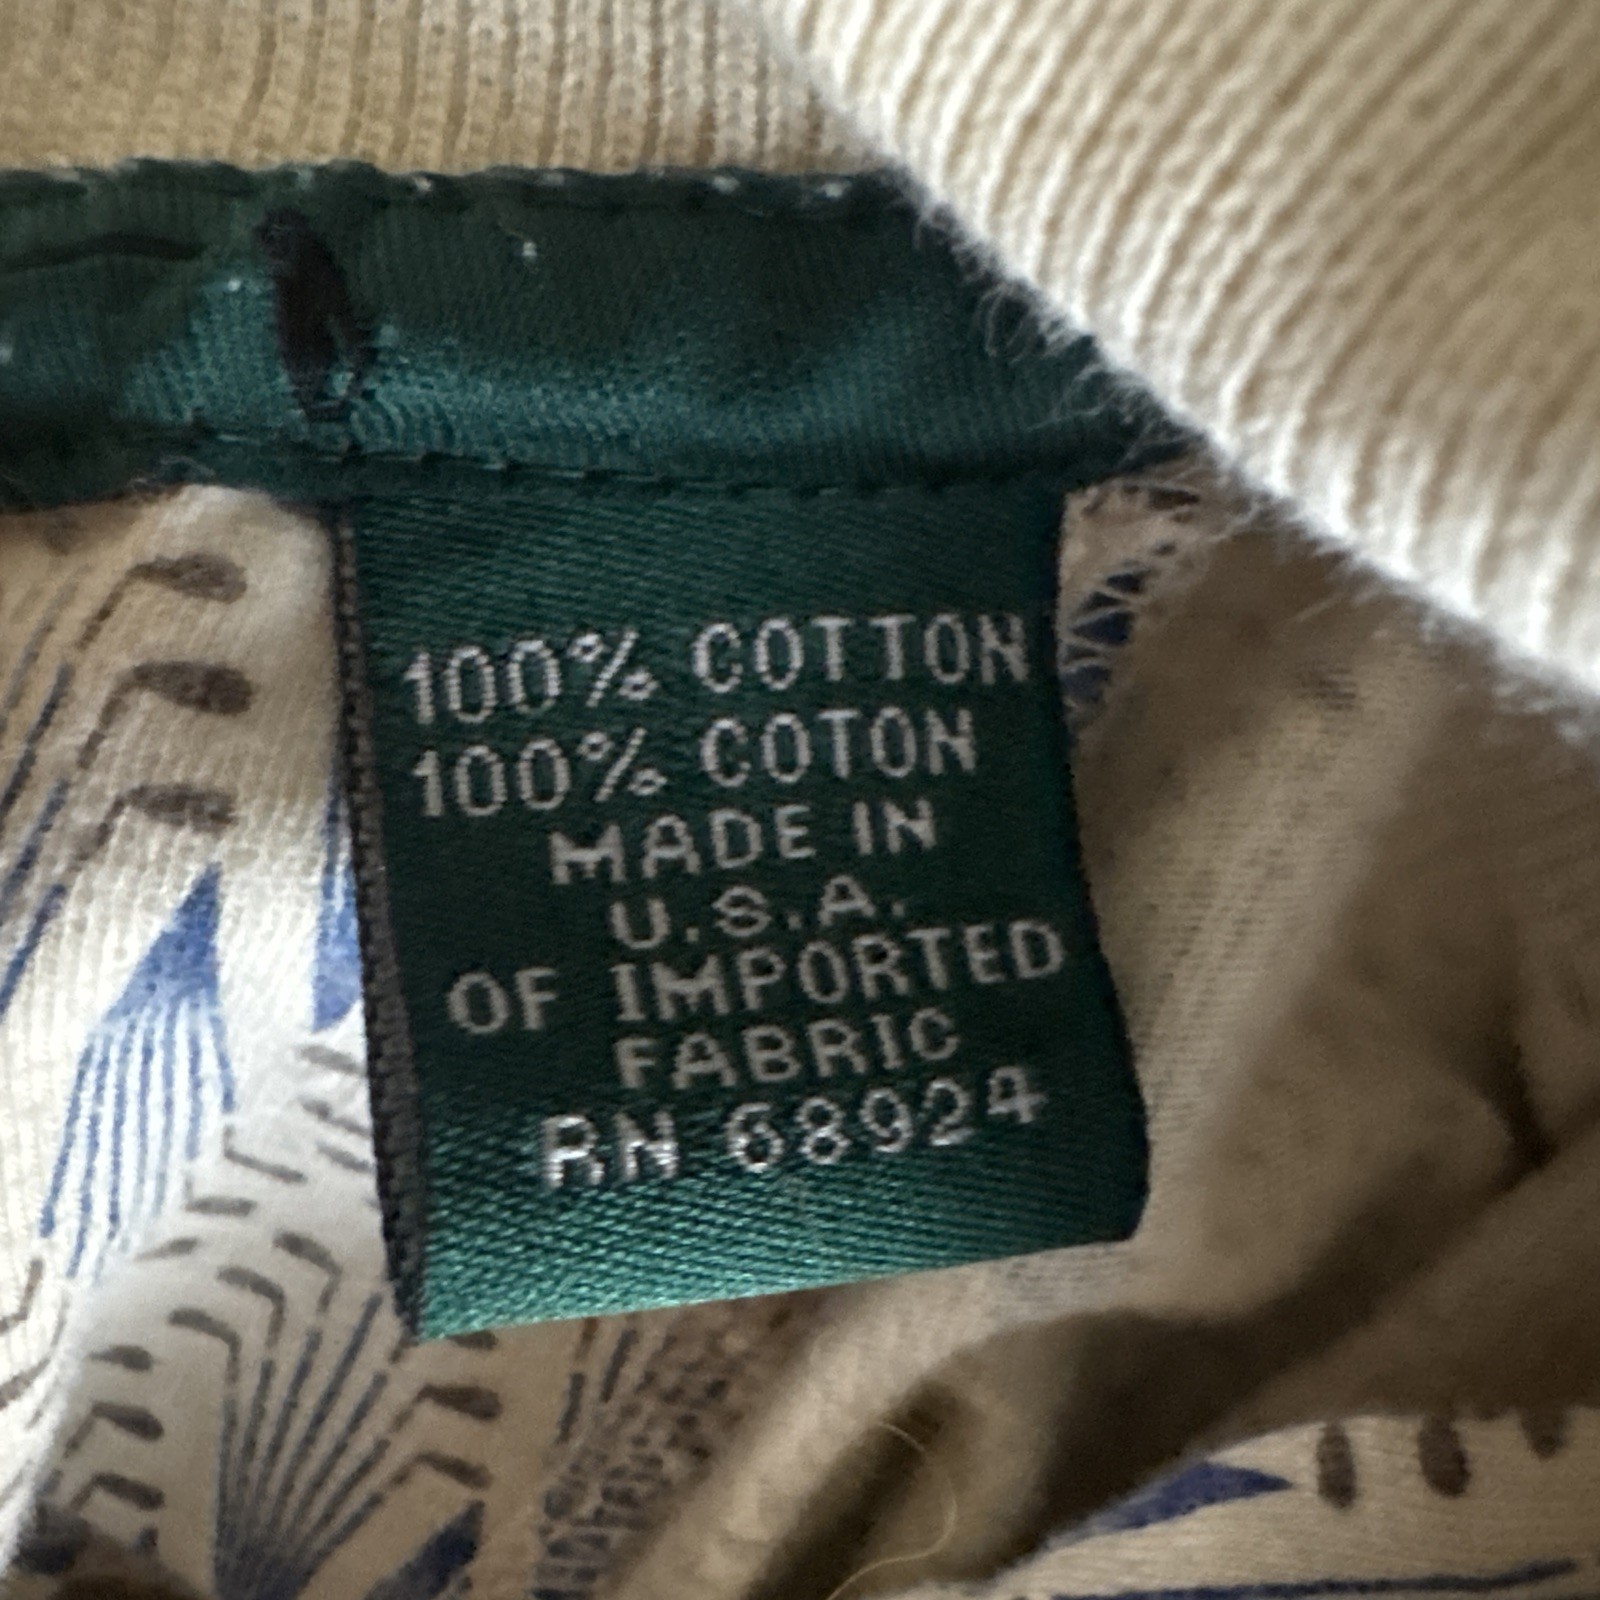 100% COTTON
100% COTON
MADE IN
U.S.A.
OF IMPORTED
FABRIC
RN 68924